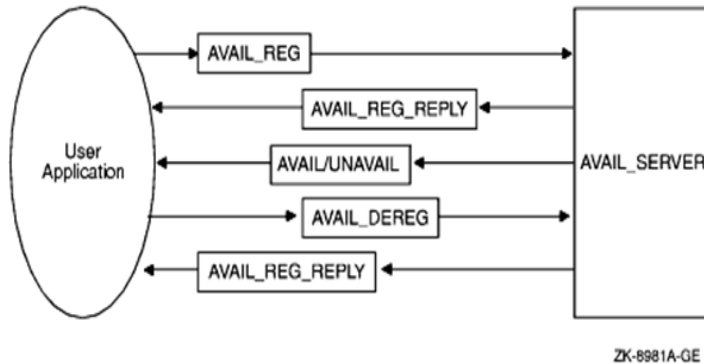 AVAIL_REG
AVAIL_REG_REPLY
User
Application
AVAIL/UNAVAIL
AVAIL_SERVER
AVAIL_DEREG
AVAIL_REG_REPLY
ZK-8981A-GE